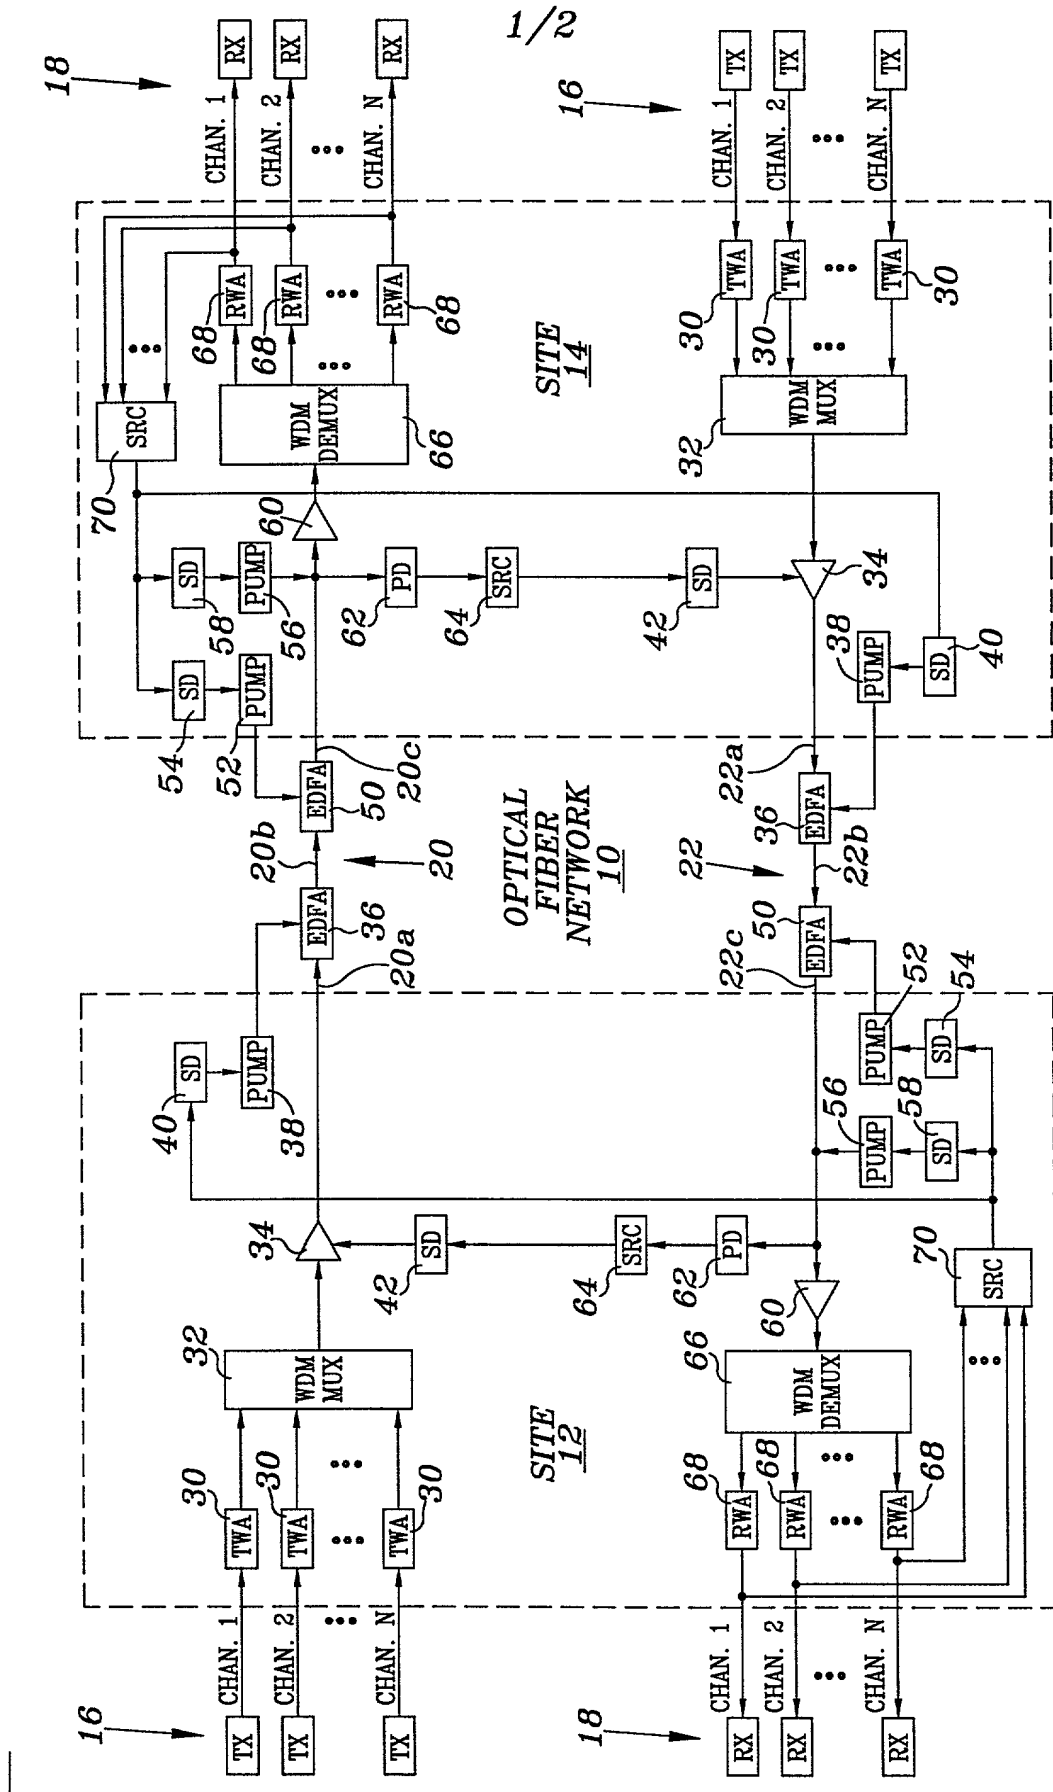 1/2
16
TX
CHAN. 1
30
TWA
TX
CHAN. 2
30
TWA
TX
CHAN. N
TWA
30
32
WDM
MUX
34
42
SD
64
SRC
62
PD
40
SD
PUMP
38
SITE
12
20a
EDFA
36
20b
20
EDFA
50
20c
OPTICAL
FIBER
NETWORK
10
54
SD
52
PUMP
58
SD
PUMP
56
60
62
PD
64
SRC
42
SD
70
SRC
WDM
DEMUX
66
68
RWA
68
RWA
RWA
68
CHAN. 1
RX
CHAN. 2
RX
CHAN. N
RX
18
SITE
14
16
TX
CHAN. 1
TWA
30
TX
CHAN. 2
TWA
30
TX
CHAN. N
TWA
30
WDM
MUX
32
34
38
PUMP
SD
40
22a
36
EDFA
22b
22
50
EDFA
22c
PUMP
52
SD
54
56
PUMP
SD
58
60
66
WDM
DEMUX
68
RWA
68
RWA
RWA
68
70
SRC
18
CHAN. 1
RX
CHAN. 2
RX
CHAN. N
RX